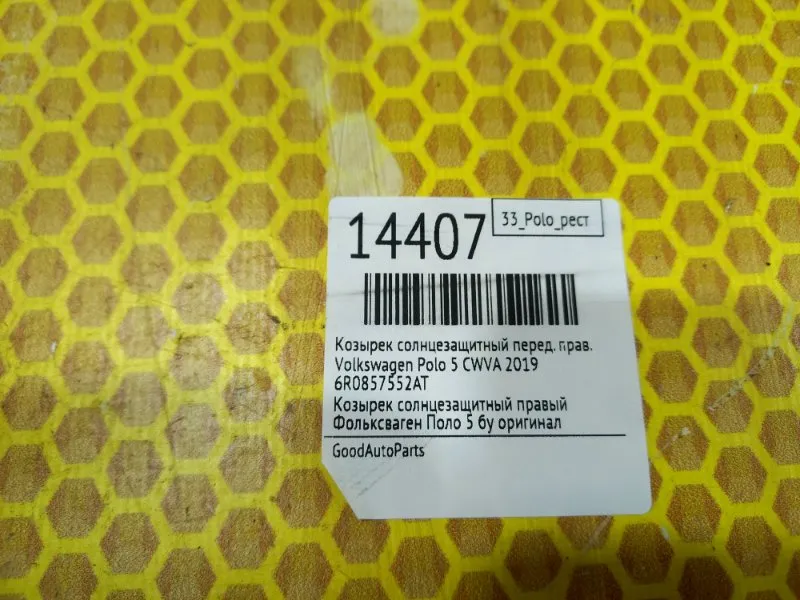 14407
33_Polo_рест
Козырек солнцезащитный перед. прав.
Volkswagen Polo 5 CWVA 2019
6R0857552AT
Козырек солнцезащитный правый
Фольксваген Поло 5 бу оригинал
GoodAutoParts